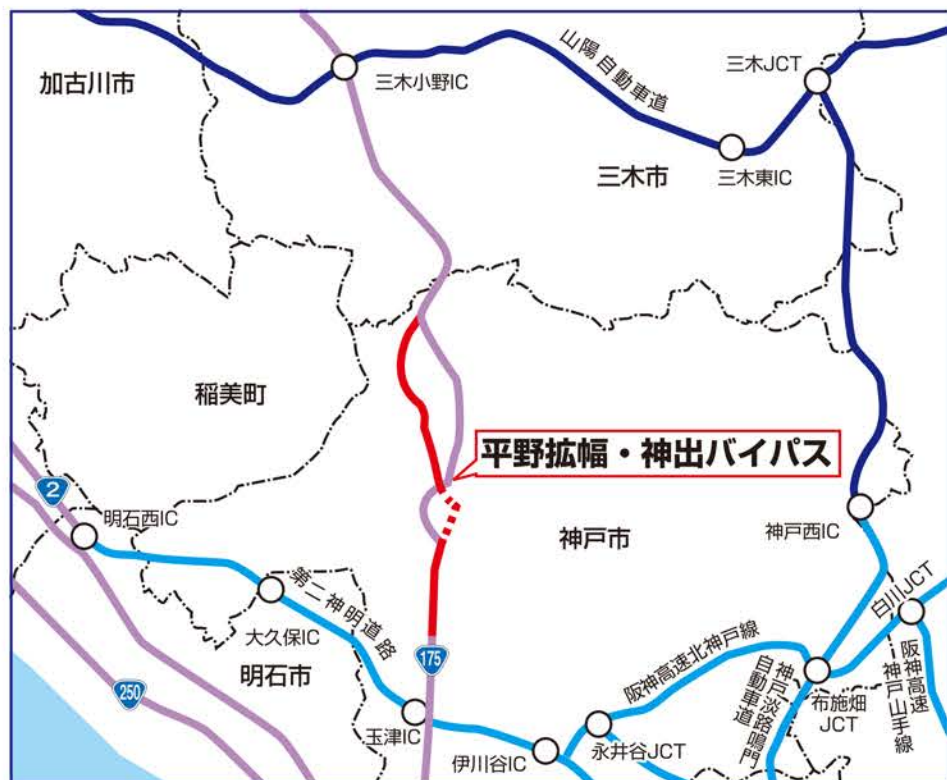 山陽自動車道
三木JCT
三木小野IC
加古川市
三木市
三木東IC
稲美町
平野拡幅・神出バイパス
2
明石西IC
神戸市
神戸西IC
第二神明道路
白川JCT
大久保IC
175
阪神高速北神戸線
明石市
250
神戸淡路鳴門
自動車道
布施畑
JCT
阪神高速
神戸山手線
玉津IC
伊川谷IC
永井谷JCT